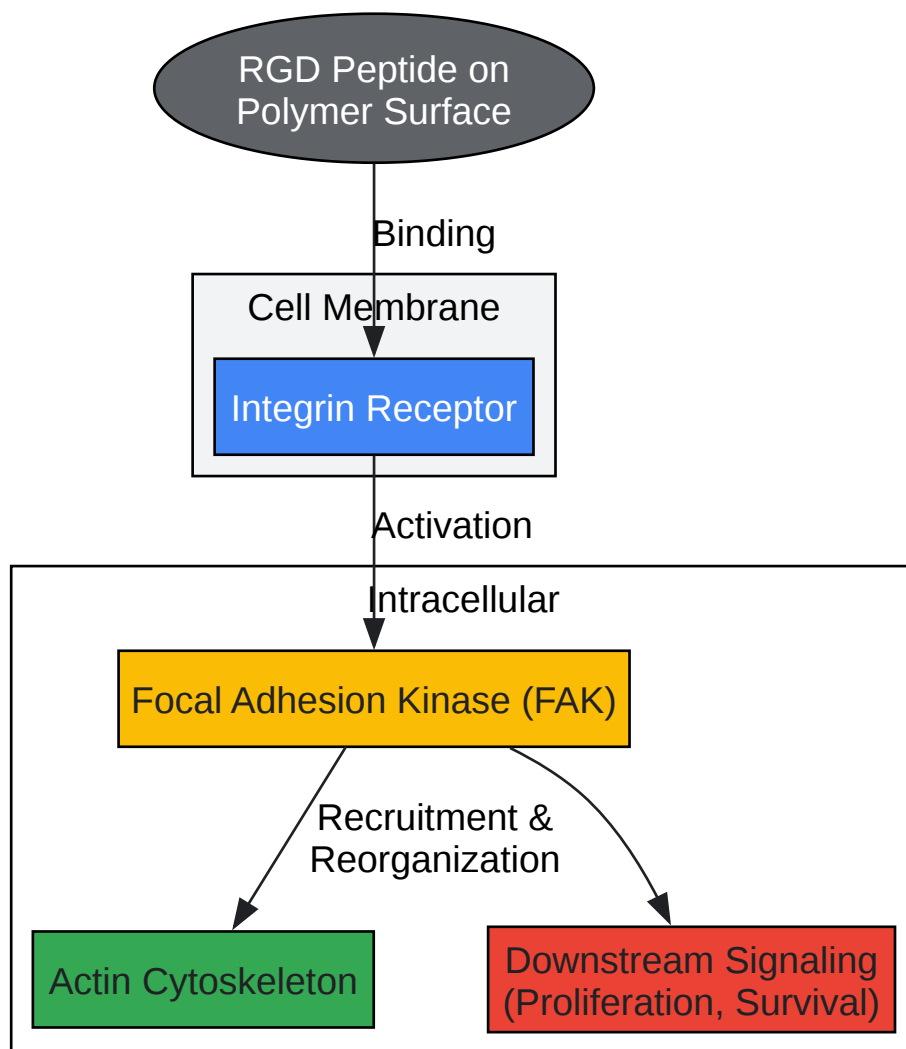 RGD Peptide on
Polymer Surface
Binding
Cell Membrane
Integrin Receptor
Activation
Intracellular
Focal Adhesion Kinase (FAK)
Recruitment &
Reorganization
Actin Cytoskeleton
Downstream Signaling
(Proliferation, Survival)